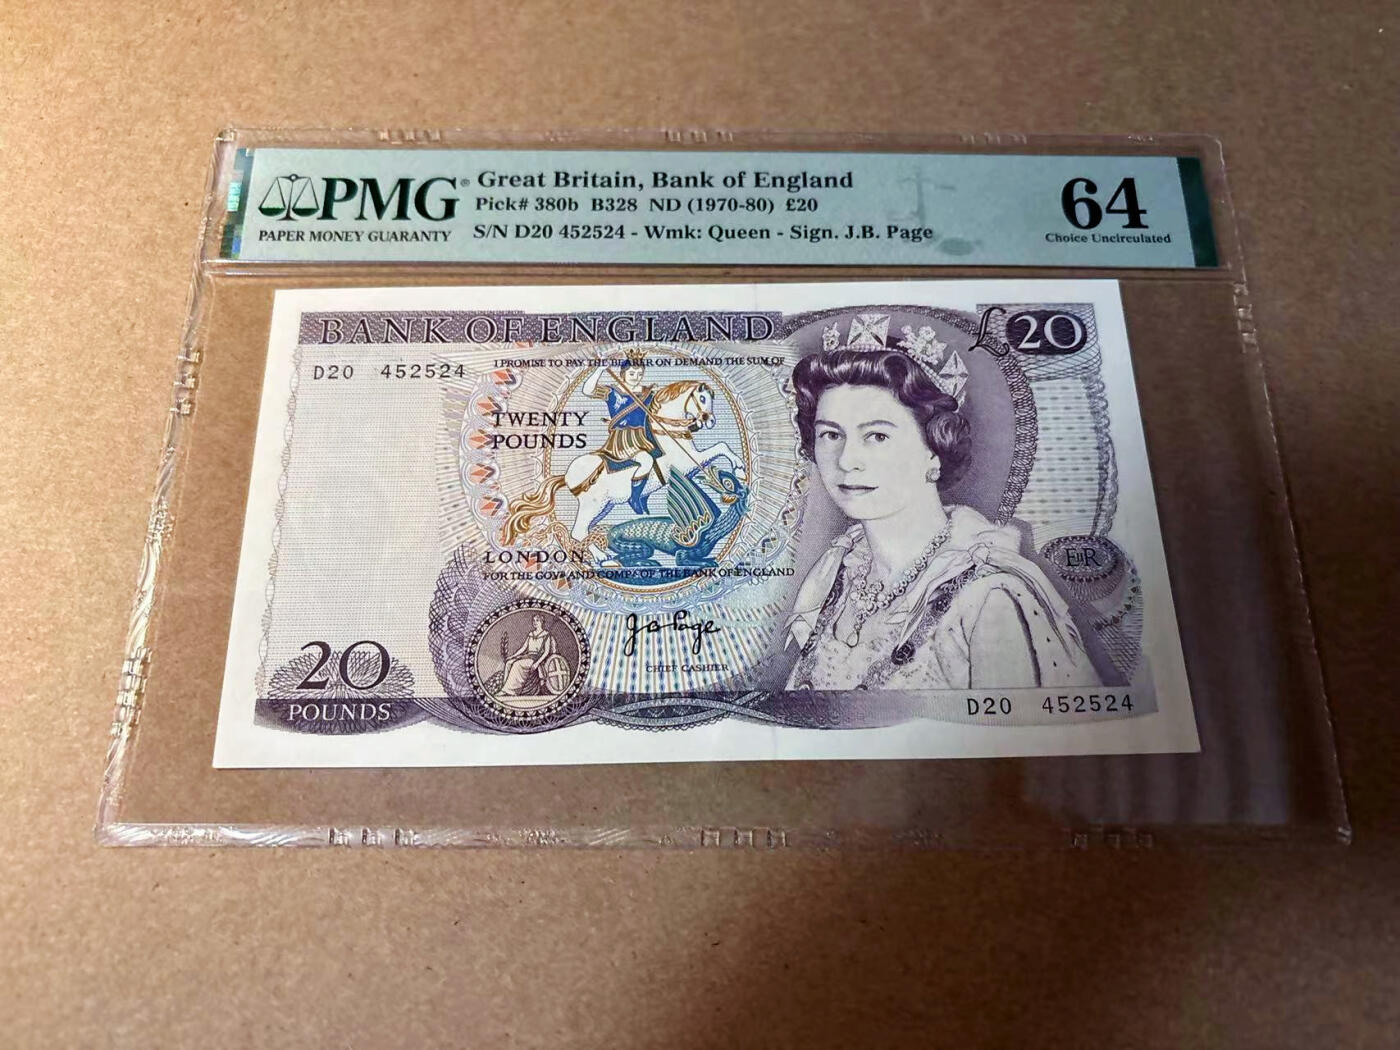 PMG® Great Britain, Bank of England
Pick# 380b B328 ND (1970-80) £20
PAPER MONEY GUARANTY S/N D20 452524 - Wmk: Queen - Sign. J.B. Page
64
Choice Uncirculated
BANK OF ENGLAND £20
I PROMISE TO PAY THE BEARER ON DEMAND THE SUM OF
D20 452524
TWENTY
POUNDS
LONDON
FOR THE GOVR AND COMPA OF THE BANK OF ENGLAND
EIIR
J B Page
CHIEF CASHIER
20
POUNDS
D20 452524